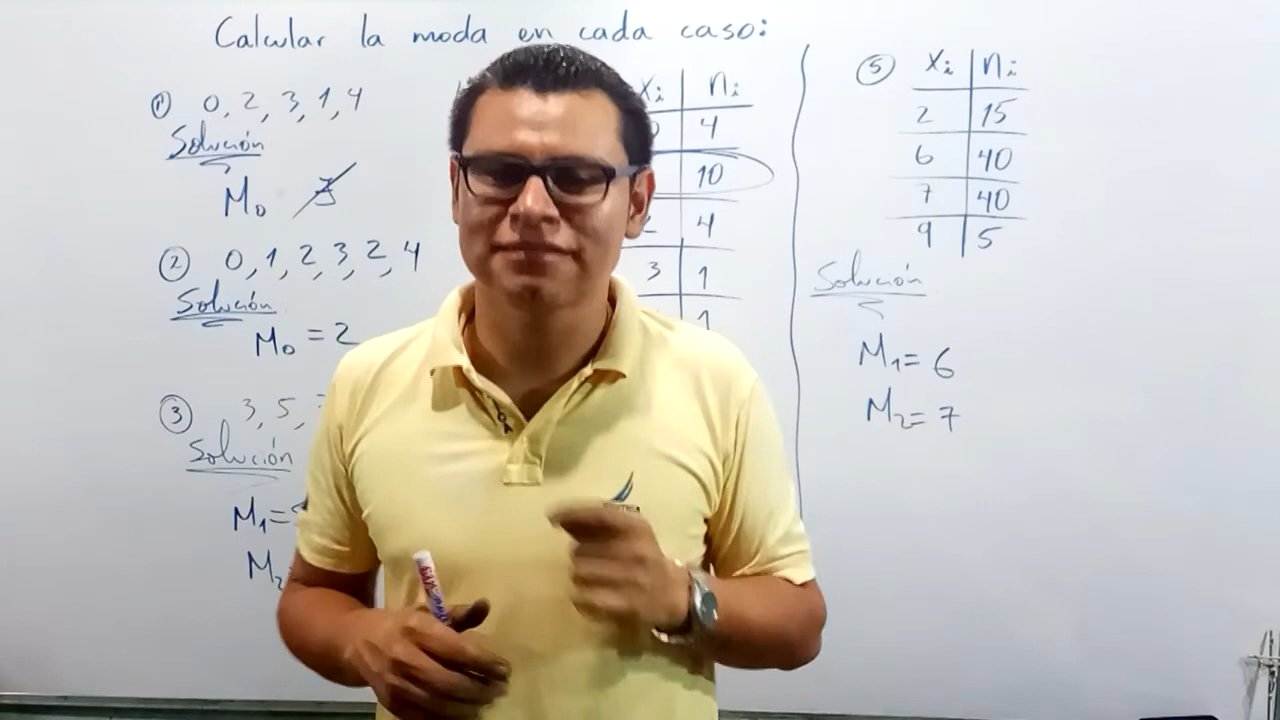 Calcular la moda en cada caso:
① 0, 2, 3, 1, 4
Solución
Mo ∄
② 0, 1, 2, 3, 2, 4
Solución
Mo = 2
③ 3, 5,
Solución
M1=
M2
xi | ni
0 | 4
10
4
3 | 1
1
⑤ xi | ni
2 | 15
6 | 40
7 | 40
9 | 5
Solución
M1= 6
M2= 7